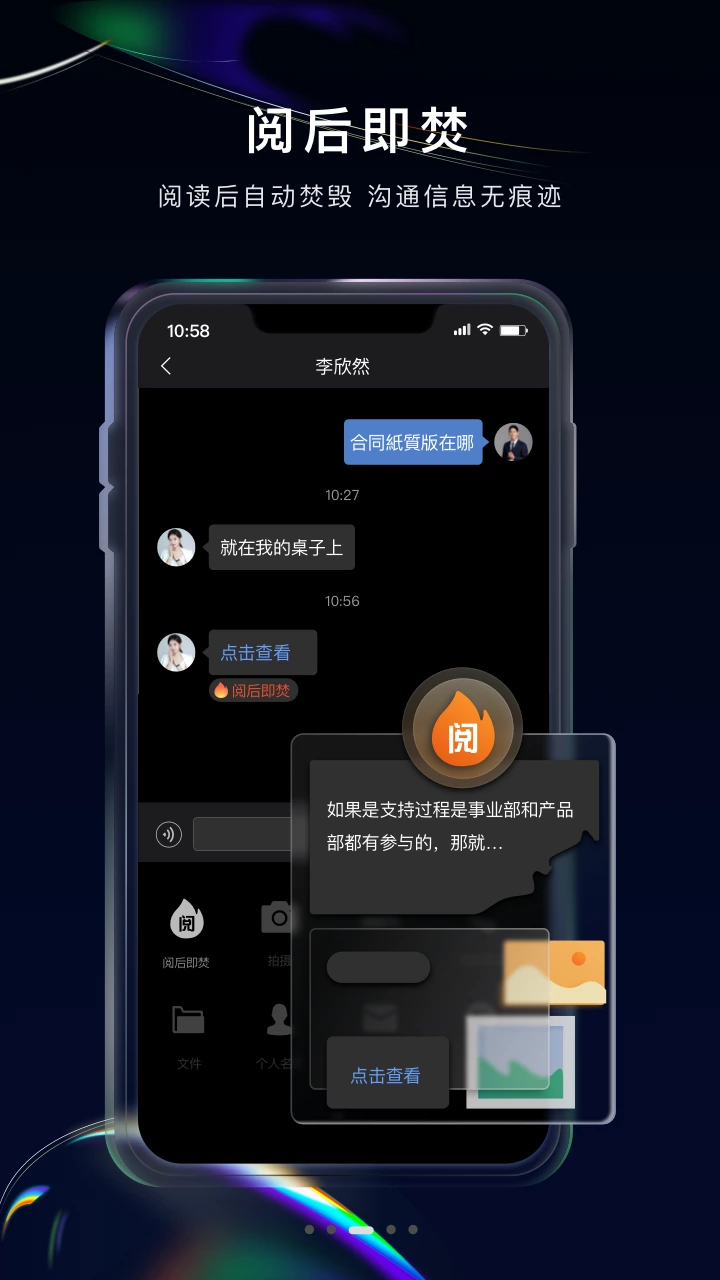 阅后即焚
阅读后自动焚毁 沟通信息无痕迹
10:58
李欣然
合同紙質版在哪
10:27
就在我的桌子上
10:56
点击查看
阅后即焚
阅
如果是支持过程是事业部和产品
部都有参与的，那就...
阅
阅后即焚
拍摄
文件
个人名
点击查看